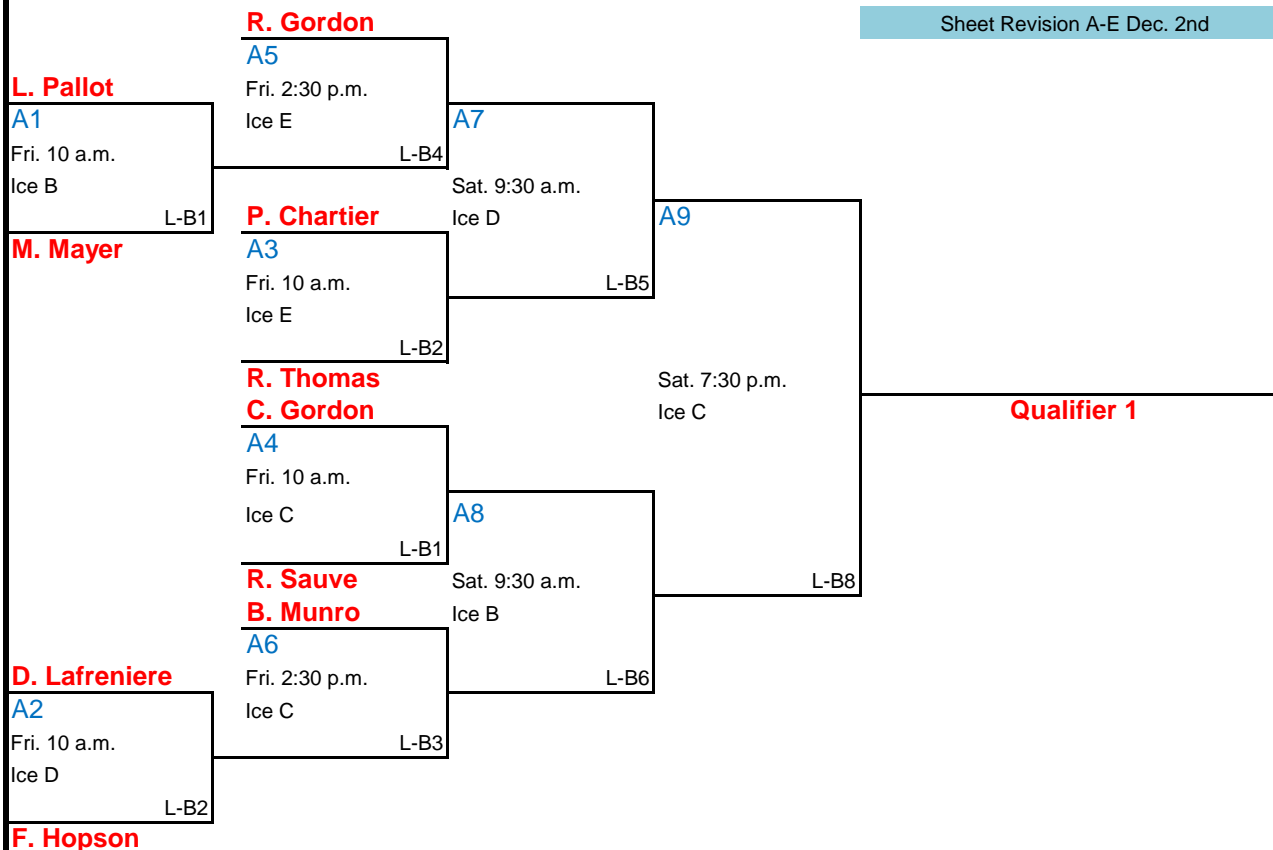 R. Gordon
Sheet Revision A-E Dec. 2nd
A5
L. Pallot
Fri. 2:30 p.m.
A1
Ice E
A7
Fri. 10 a.m.
L-B4
Ice B
Sat. 9:30 a.m.
L-B1
P. Chartier
Ice D
A9
M. Mayer
A3
Fri. 10 a.m.
L-B5
Ice E
L-B2
R. Thomas
Sat. 7:30 p.m.
C. Gordon
Ice C
Qualifier 1
A4
Fri. 10 a.m.
Ice C
A8
L-B1
R. Sauve
Sat. 9:30 a.m.
L-B8
B. Munro
Ice B
A6
D. Lafreniere
Fri. 2:30 p.m.
L-B6
A2
Ice C
Fri. 10 a.m.
L-B3
Ice D
L-B2
F. Hopson